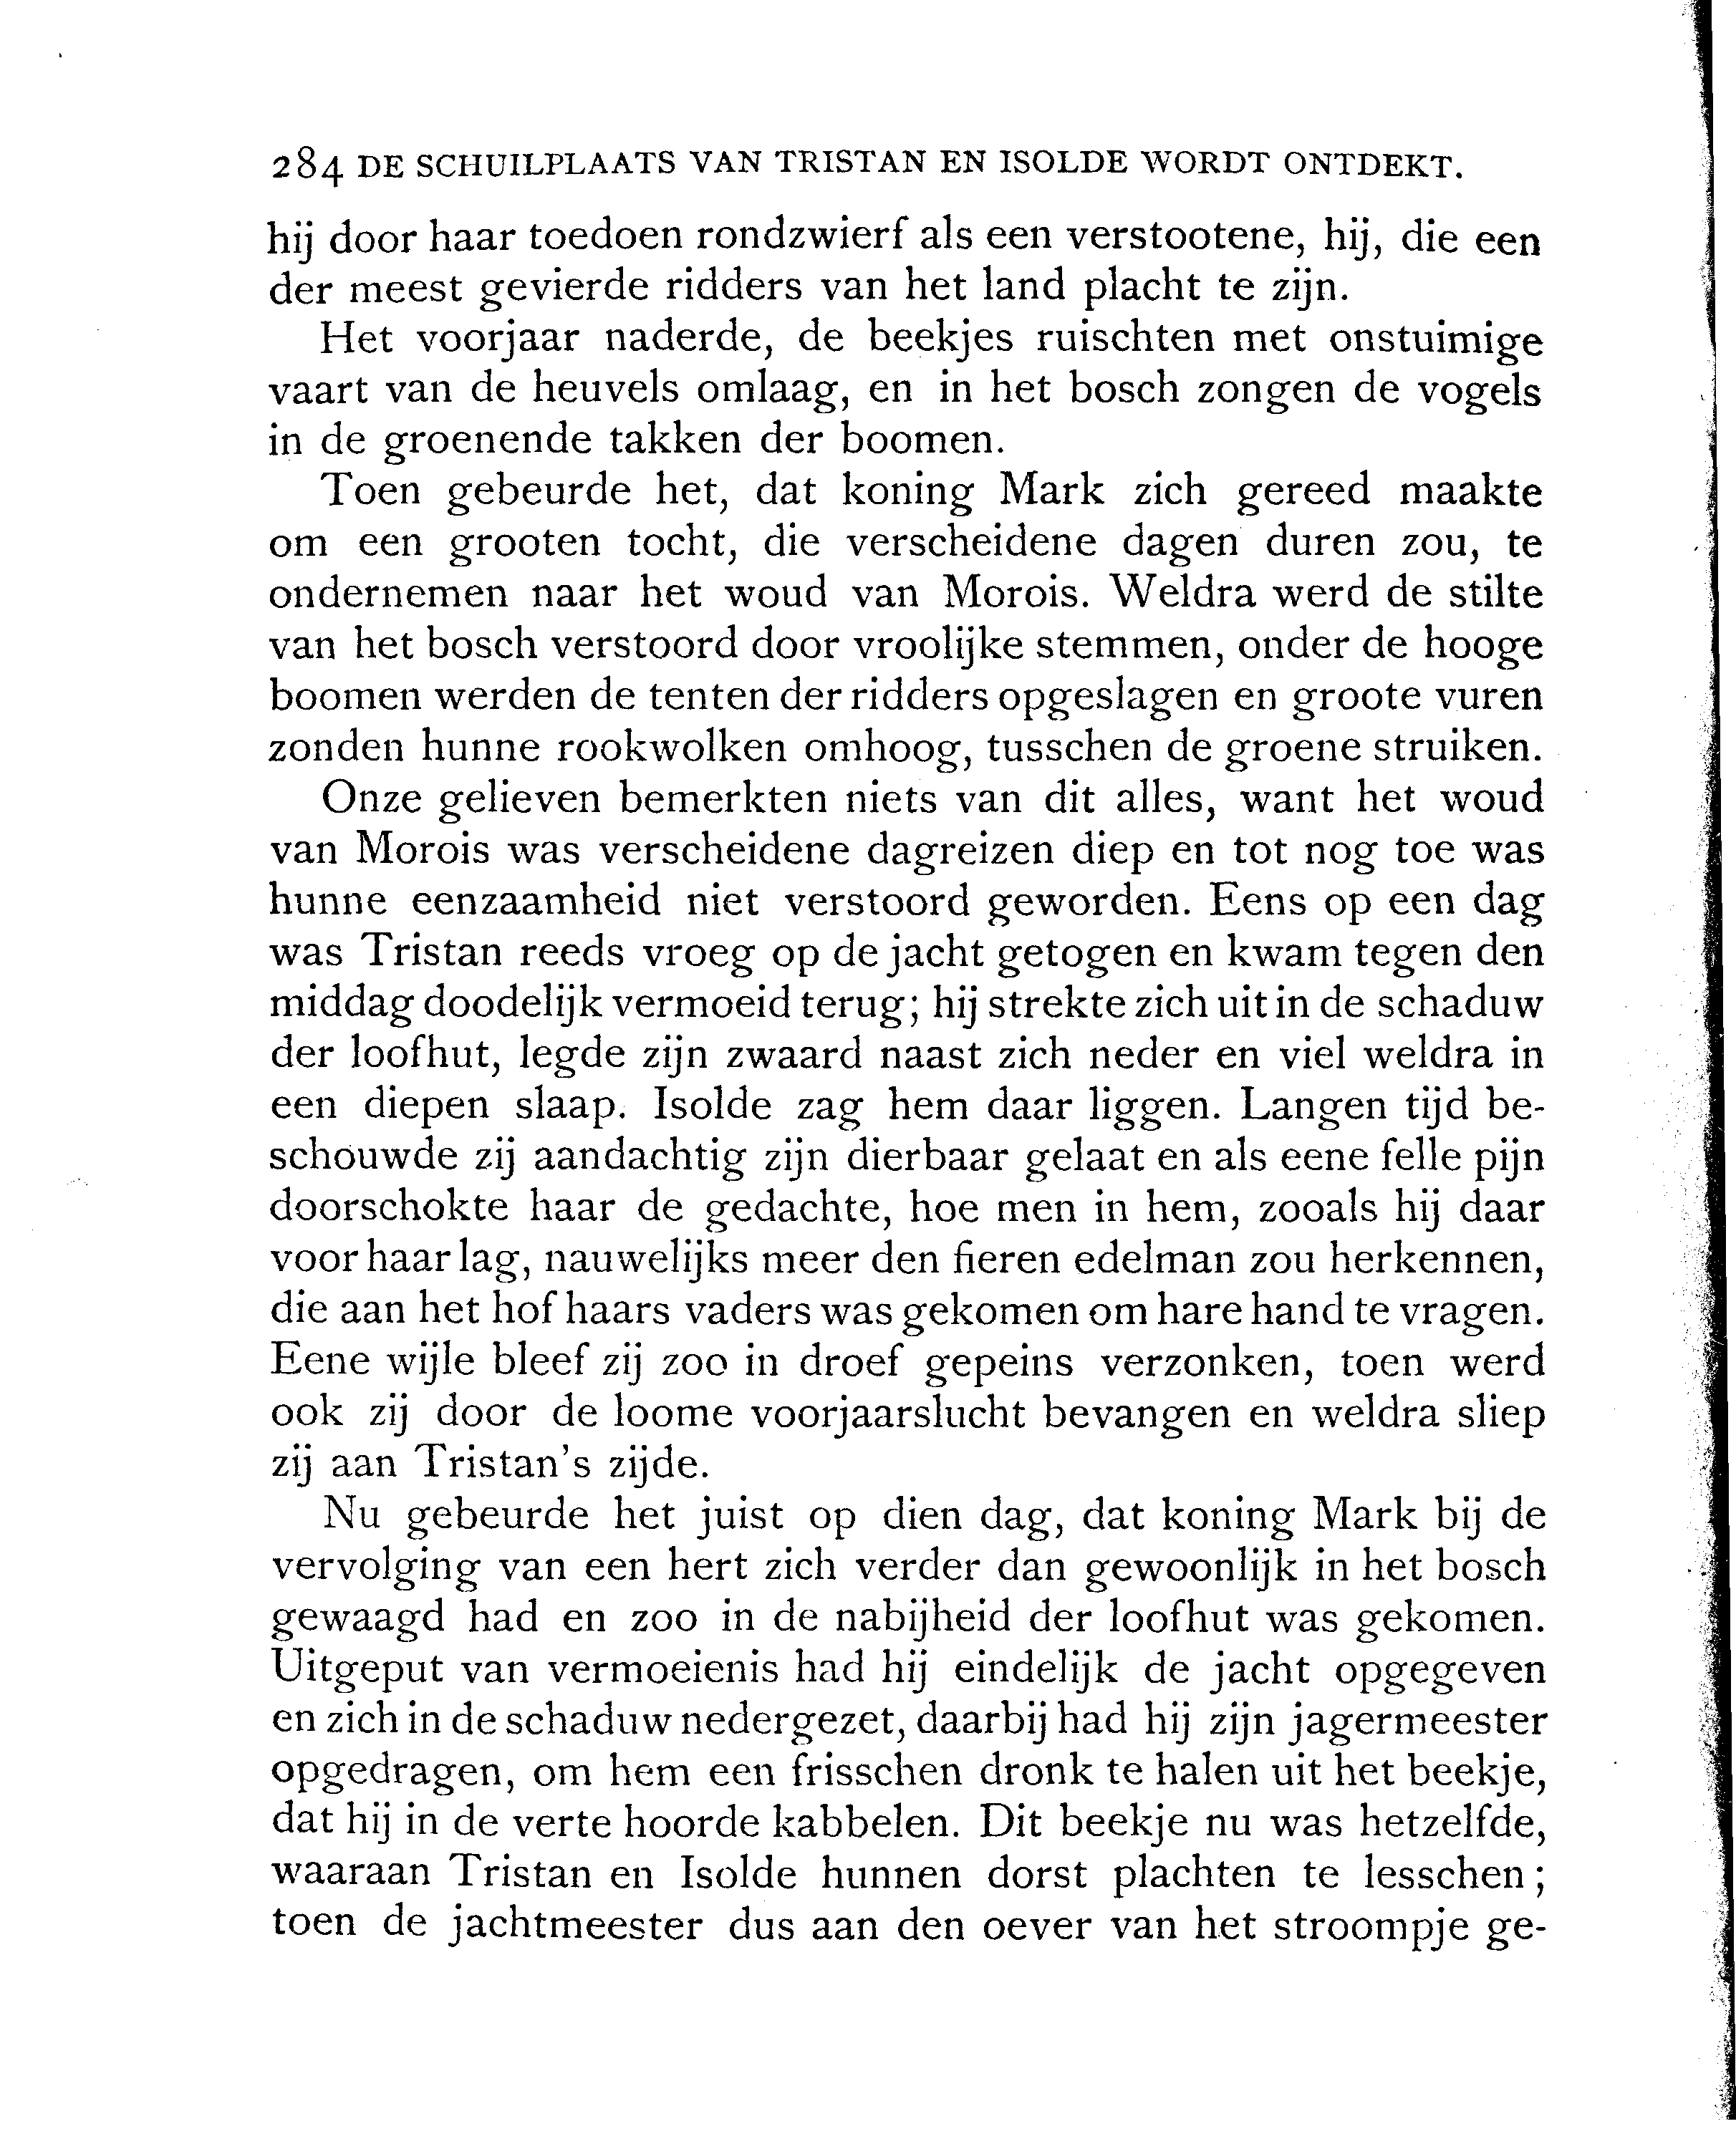 284 DE SCHUILPLAATS VAN TRISTAN EN ISOLDE WORDT ONTDEKT.
hij door haar toedoen rondzwierf als een verstootene, hij, die een
der meest gevierde ridders van het land placht te zijn.
Het voorjaar naderde, de beekjes ruischten met onstuimige
vaart van de heuvels omlaag, en in het bosch zongen de vogels
in de groenende takken der boomen.
Toen gebeurde het, dat koning Mark zich gereed maakte
om een grooten tocht, die verscheidene dagen duren zou, te
ondernemen naar het woud van Morois. Weldra werd de stilte
van het bosch verstoord door vroolijke stemmen, onder de hooge
boomen werden de tenten der ridders opgeslagen en groote vuren
zonden hunne rookwolken omhoog, tusschen de groene struiken.
Onze gelieven bemerkten niets van dit alles, want het woud
van Morois was verscheidene dagreizen diep en tot nog toe was
hunne eenzaamheid niet verstoord geworden. Eens op een dag
was Tristan reeds vroeg op de jacht getogen en kwam tegen den
middag doodelijk vermoeid terug; hij strekte zich uit in de schaduw
der loofhut, legde zijn zwaard naast zich neder en viel weldra in
een diepen slaap. Isolde zag hem daar liggen. Langen tijd be-
schouwde zij aandachtig zijn dierbaar gelaat en als eene felle pijn
doorschokte haar de gedachte, hoe men in hem, zooals hij daar
voor haar lag, nauwelijks meer den fieren edelman zou herkennen,
die aan het hof haars vaders was gekomen om hare hand te vragen.
Eene wijle bleef zij zoo in droef gepeins verzonken, toen werd
ook zij door de loome voorjaarslucht bevangen en weldra sliep
zij aan Tristan's zijde.
Nu gebeurde het juist op dien dag, dat koning Mark bij de
vervolging van een hert zich verder dan gewoonlijk in het bosch
gewaagd had en zoo in de nabijheid der loofhut was gekomen.
Uitgeput van vermoeienis had hij eindelijk de jacht opgegeven
en zich in de schaduw nedergezet, daarbij had hij zijn jagermeester
opgedragen, om hem een frisschen dronk te halen uit het beekje,
dat hij in de verte hoorde kabbelen. Dit beekje nu was hetzelfde,
waaraan Tristan en Isolde hunnen dorst plachten te lesschen;
toen de jachtmeester dus aan den oever van het stroompje ge-